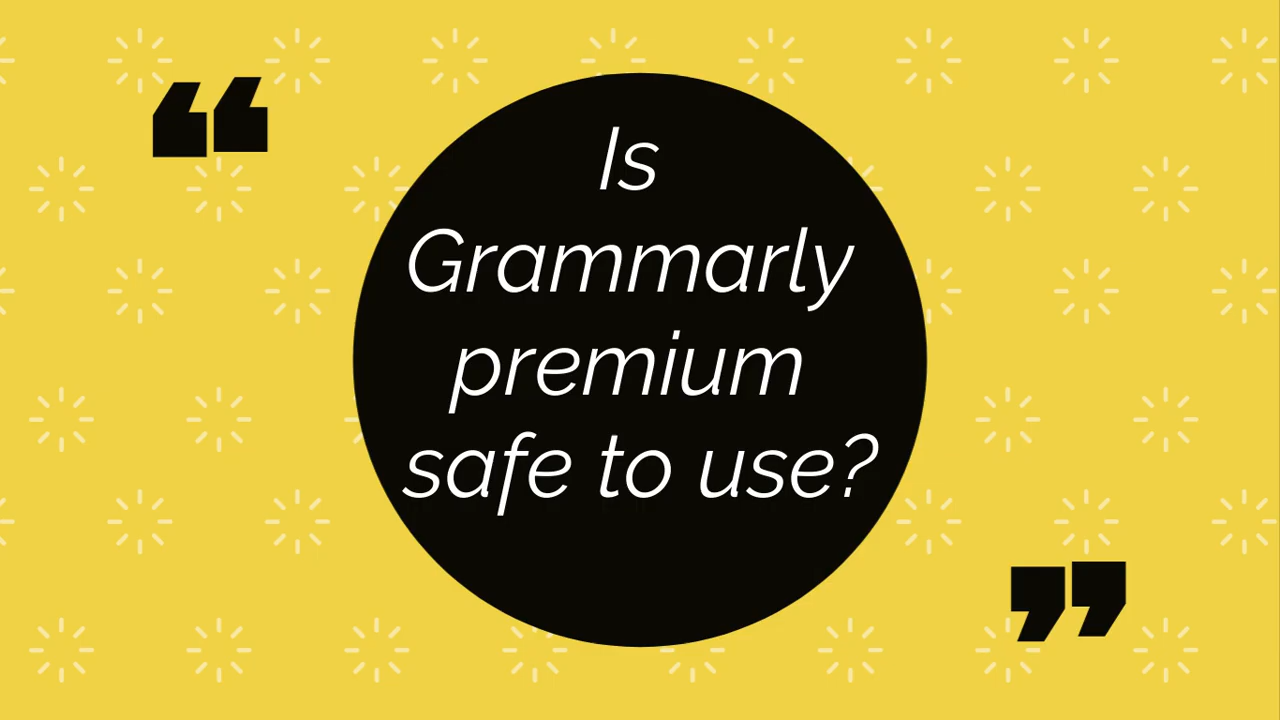 “
Is
Grammarly
premium
safe to use?
”